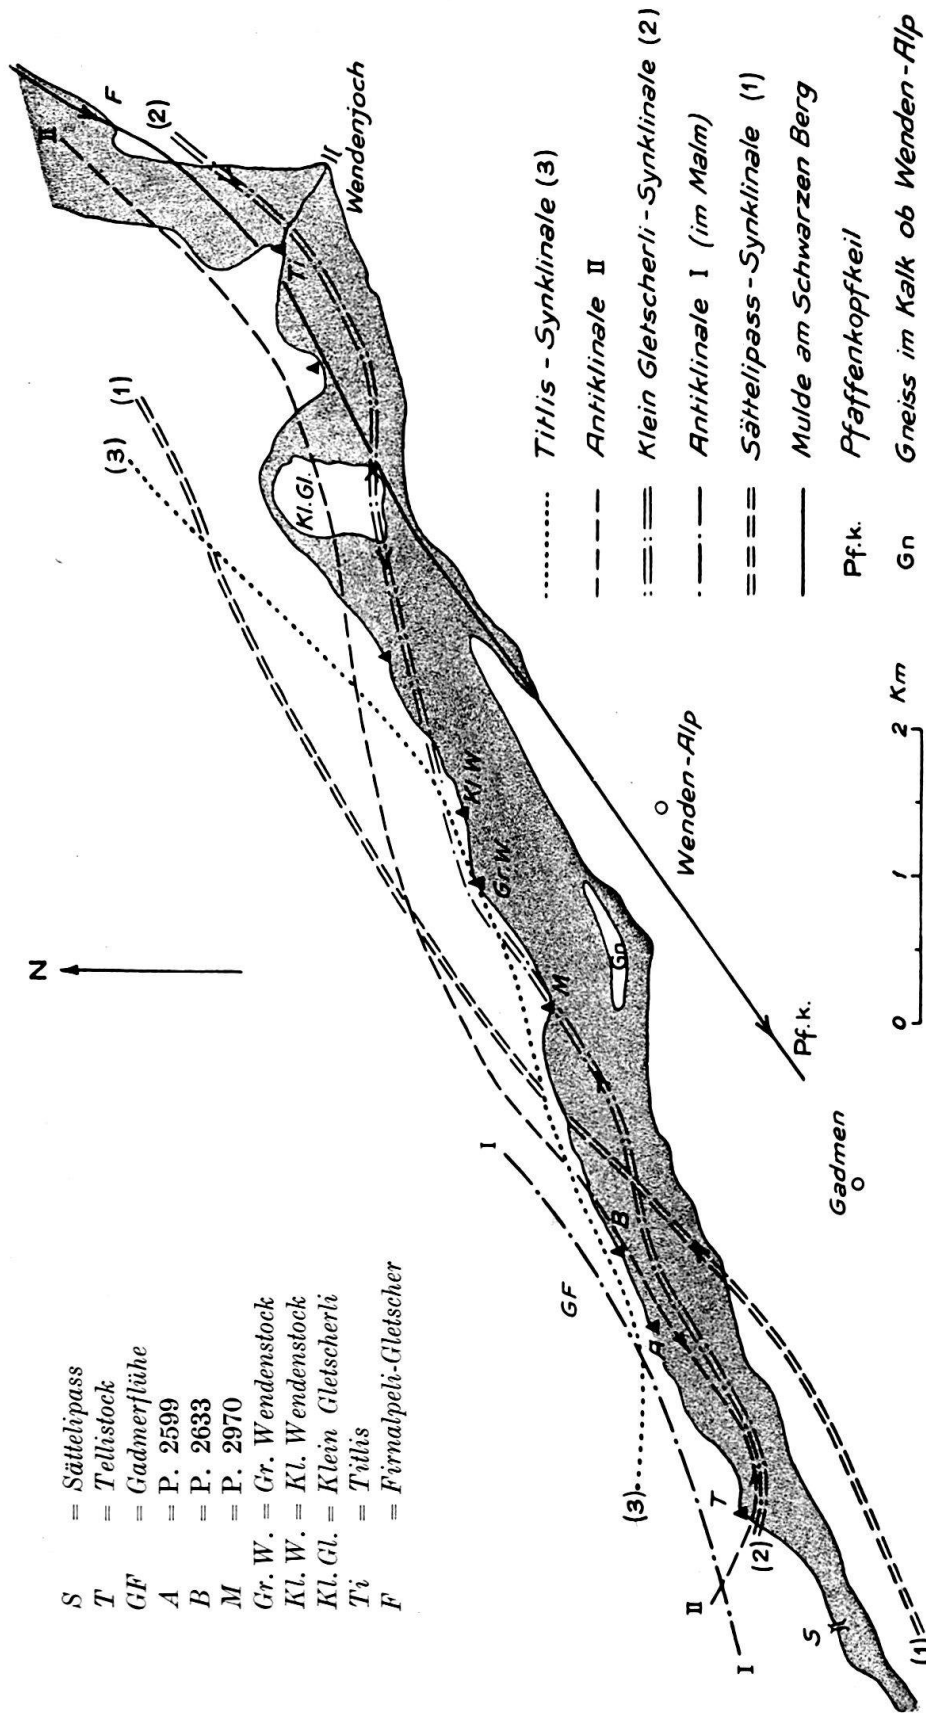 S = Sättelipass
T = Tellistock
GF = Gadmerflühe
A = P. 2599
B = P. 2633
M = P. 2970
Gr. W. = Gr. Wendenstock
Kl. W. = Kl. Wendenstock
Kl. Gl. = Klein Gletscherli
Ti = Titlis
F = Firnalpeli-Gletscher
N
II
F
(2)
Wendenjoch
Ti
(1)
(3)
Kl. Gl.
Kl. W.
Gr. W.
M
Gn
I
B
GF
A
(3)
T
(2)
II
I
S
(1)
Wenden-Alp
Pf.k.
Gadmen
0 1 2 Km
Titlis - Synklinale (3)
Antiklinale II
Klein Gletscherli - Synklinale (2)
Antiklinale I (im Malm)
Sättelipass - Synklinale (1)
Mulde am Schwarzen Berg
Pf.k. Pfaffenkopfkeil
Gn Gneiss im Kalk ob Wenden-Alp